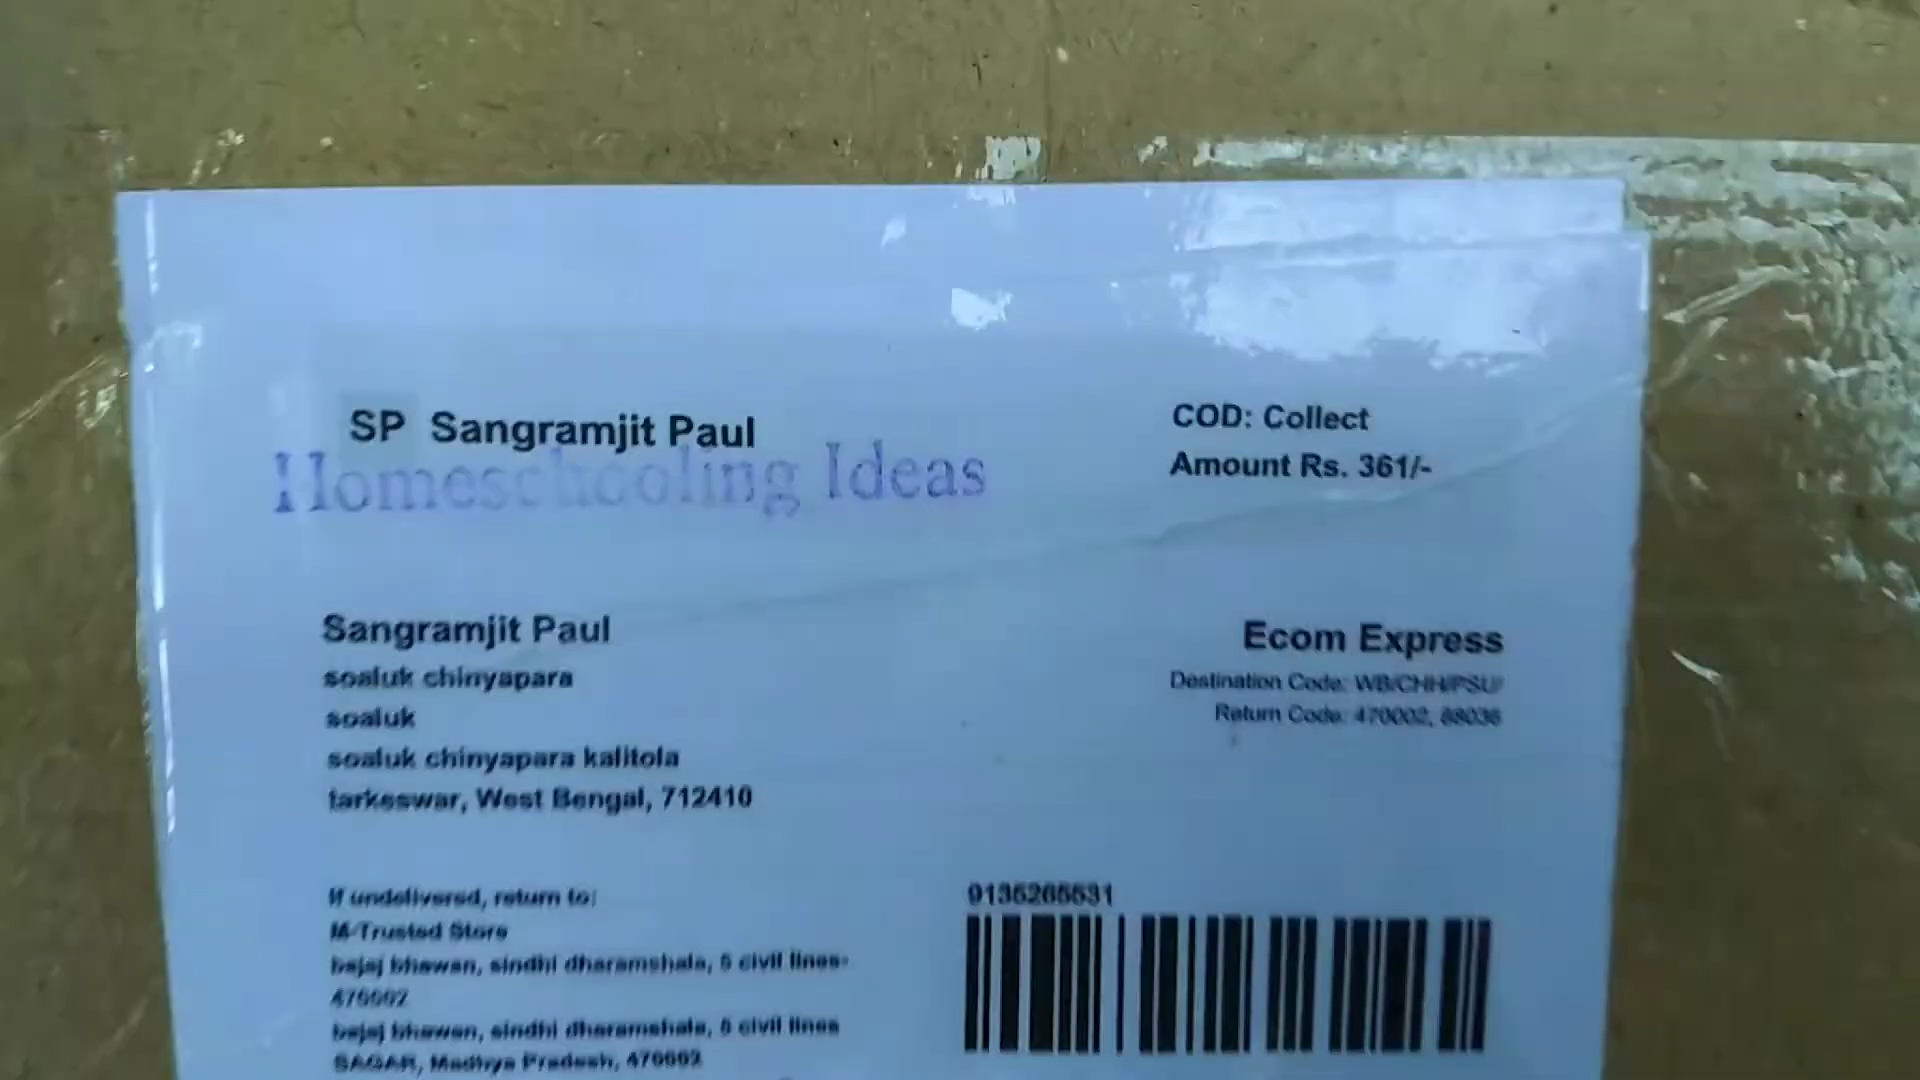 SP Sangramjit Paul
Homeschooling Ideas
COD: Collect
Amount Rs. 361/-
Sangramjit Paul
soaluk chinyapara
soaluk
soaluk chinyapara kalitola
tarkeswar, West Bengal, 712410
Ecom Express
Destination Code: WB/CHH/PSU/
Return Code: 470002,
If undelivered, return to:
M-Trusted Store
bajaj bhawan, sindhi dharamshala, 5 civil lines-
470002
bajaj bhawan, sindhi dharamshala, 5 civil lines
SAGAR, Madhya Pradesh, 470002